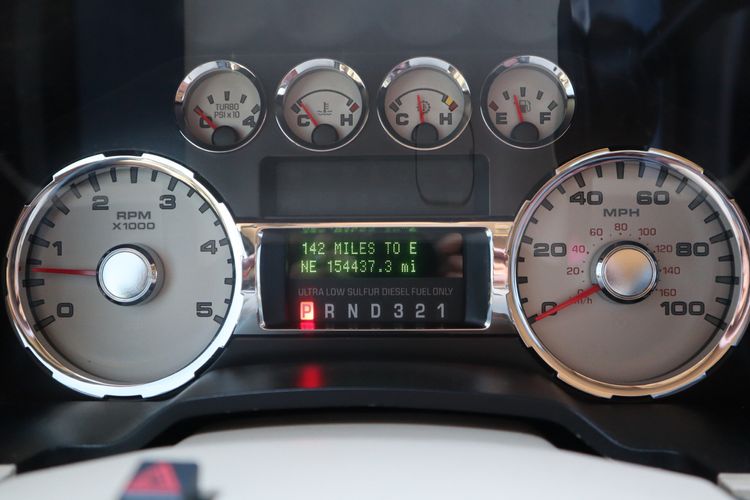 TURBO
PSI x 10
0 4
C H
C H
E F
RPM
X1000
0 1 2 3 4 5
142 MILES TO E
NE 154437.3 mi
ULTRA LOW SULFUR DIESEL FUEL ONLY
P R N D 3 2 1
MPH
0 20 40 60 80 100
km/h
0 20 40 60 80 100 120 140 160